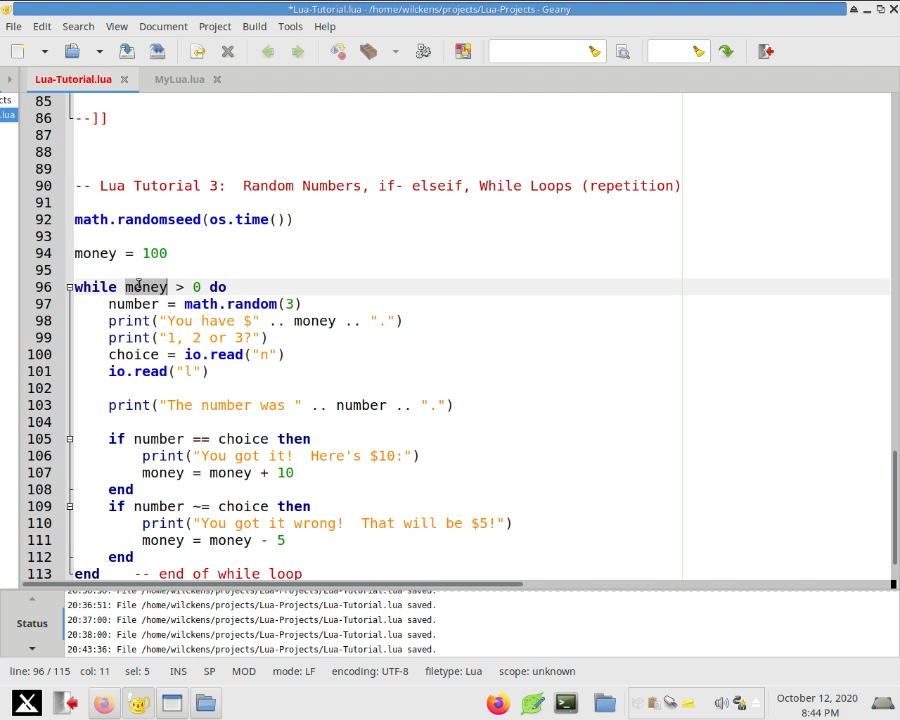 *Lua-Tutorial.lua - /home/wilckens/projects/Lua-Projects - Geany
File Edit Search View Document Project Build Tools Help
Lua-Tutorial.lua MyLua.lua
cts
.lua
85
86 --]]
87
88
89
90 -- Lua Tutorial 3:  Random Numbers, if- elseif, While Loops (repetition)
91
92 math.randomseed(os.time())
93
94 money = 100
95
96 while money > 0 do
97     number = math.random(3)
98     print("You have $" .. money .. ".")
99     print("1, 2 or 3?")
100     choice = io.read("n")
101     io.read("l")
102
103     print("The number was " .. number .. ".")
104
105     if number == choice then
106         print("You got it!  Here's $10:")
107         money = money + 10
108     end
109     if number ~= choice then
110         print("You got it wrong!  That will be $5!")
111         money = money - 5
112     end
113 end    -- end of while loop
Status
20:36:51: File /home/wilckens/projects/Lua-Projects/Lua-Tutorial.lua saved.
20:37:00: File /home/wilckens/projects/Lua-Projects/Lua-Tutorial.lua saved.
20:38:00: File /home/wilckens/projects/Lua-Projects/Lua-Tutorial.lua saved.
20:43:36: File /home/wilckens/projects/Lua-Projects/Lua-Tutorial.lua saved.
line: 96 / 115 col: 11 sel: 5 INS SP MOD mode: LF encoding: UTF-8 filetype: Lua scope: unknown
October 12, 2020
8:44 PM